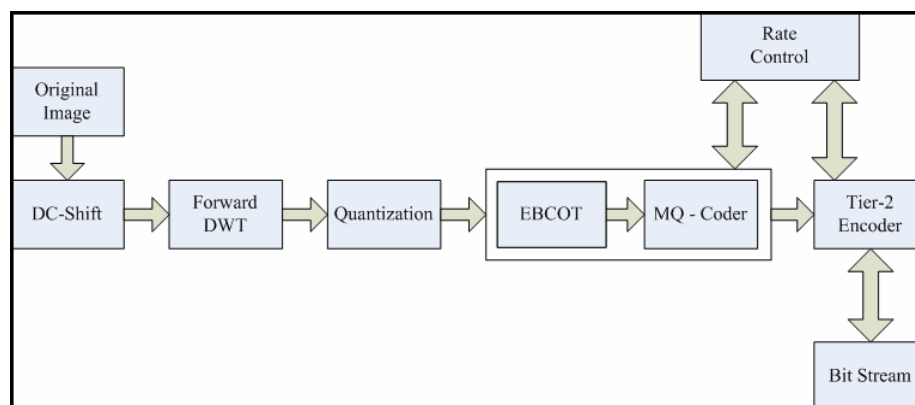 Rate
Control
Original
Image
DC-Shift
Forward
DWT
Quantization
EBCOT
MQ - Coder
Tier-2
Encoder
Bit Stream